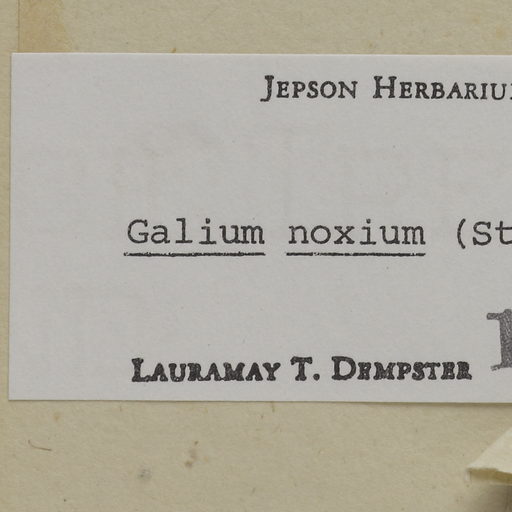 JEPSON HERBARIU
Galium noxium (St
LAURAMAY T. DEMPSTER